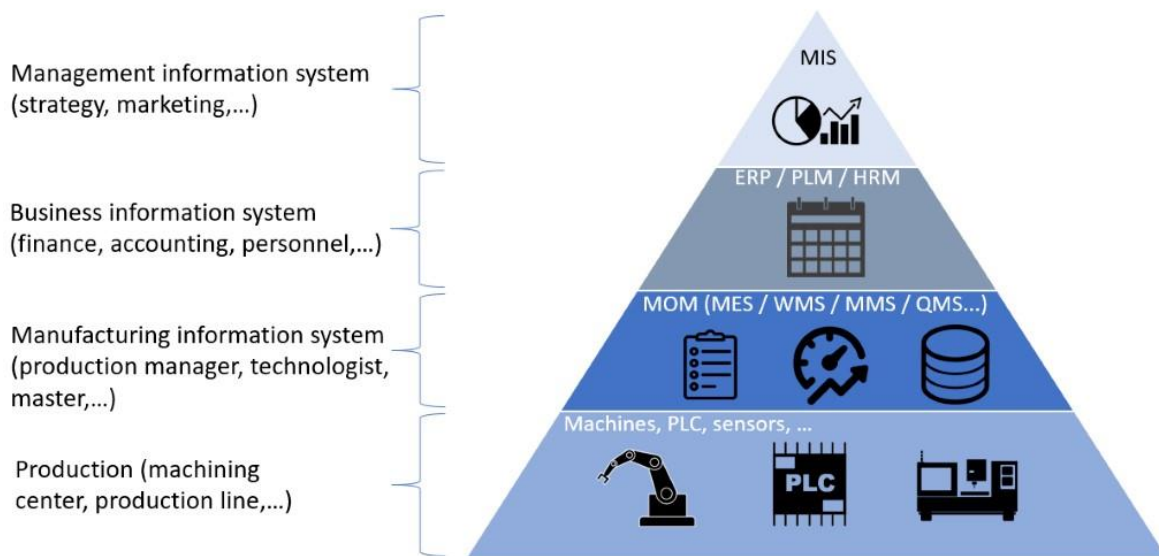 Management information system
(strategy, marketing,...)
MIS
Business information system
(finance, accounting, personnel,...)
ERP / PLM / HRM
Manufacturing information system
(production manager, technologist,
master,...)
MOM (MES / WMS / MMS / QMS...)
Production (machining
center, production line,...)
Machines, PLC, sensors, ...
PLC